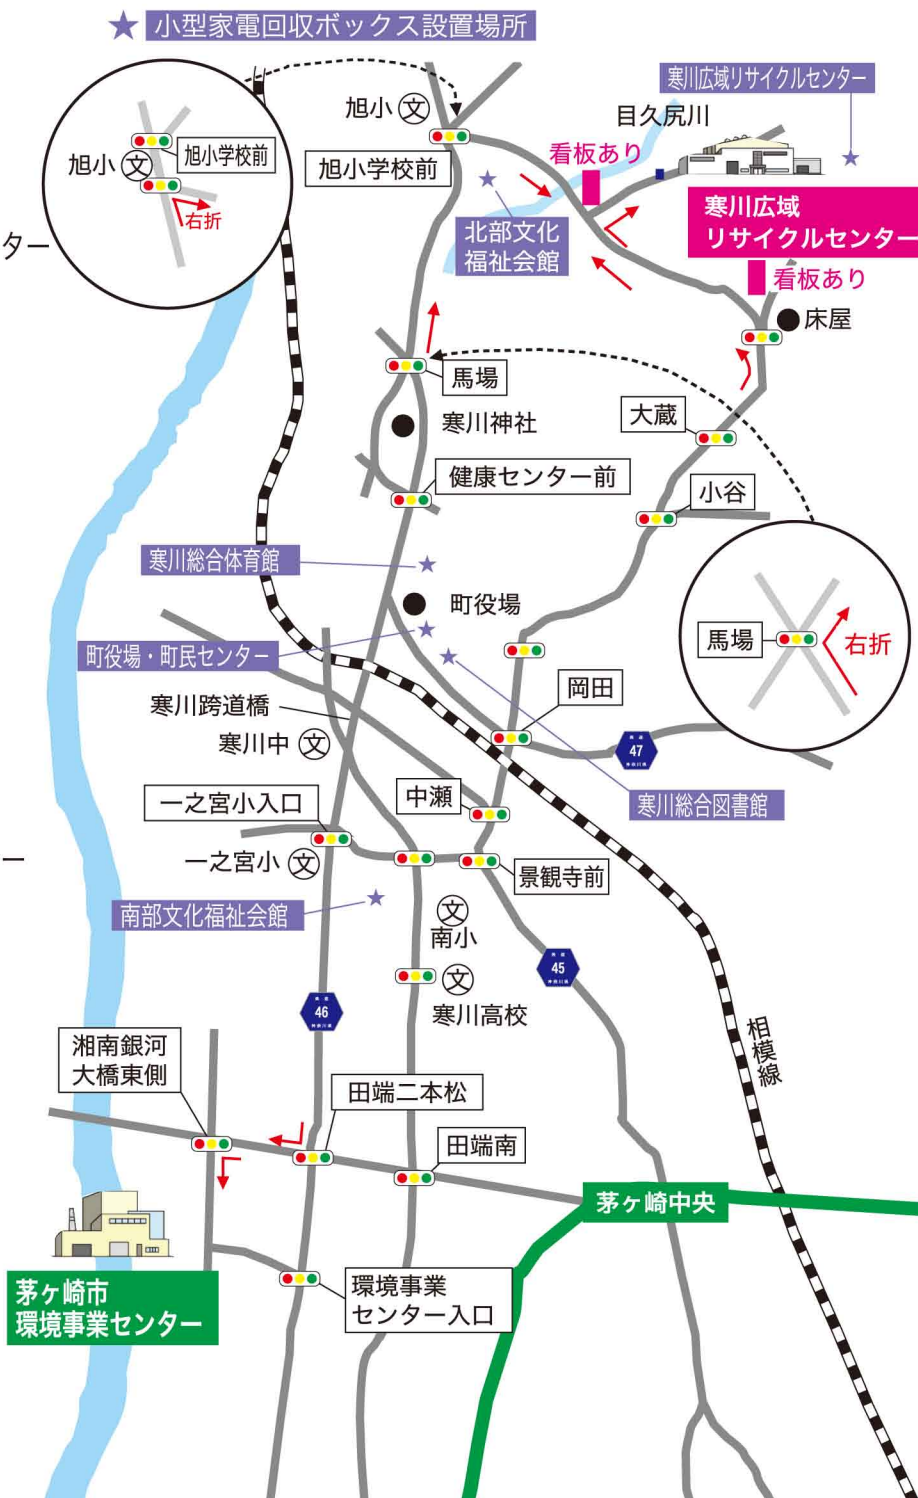 ★ 小型家電回収ボックス設置場所
寒川広域リサイクルセンター
旭小 文
目久尻川
旭小学校前
旭小 文
看板あり
旭小学校前
右折
寒川広域
リサイクルセンター
ター
北部文化
福祉会館
看板あり
床屋
馬場
大蔵
寒川神社
健康センター前
小谷
寒川総合体育館
町役場
馬場
右折
町役場・町民センター
岡田
寒川跨道橋
寒川中 文
47
中瀬
寒川総合図書館
一之宮小入口
ー
一之宮小 文
景観寺前
南部文化福祉会館
文
南小
45
文
寒川高校
46
相模線
湘南銀河
大橋東側
田端二本松
田端南
茅ヶ崎中央
茅ヶ崎市
環境事業センター
環境事業
センター入口